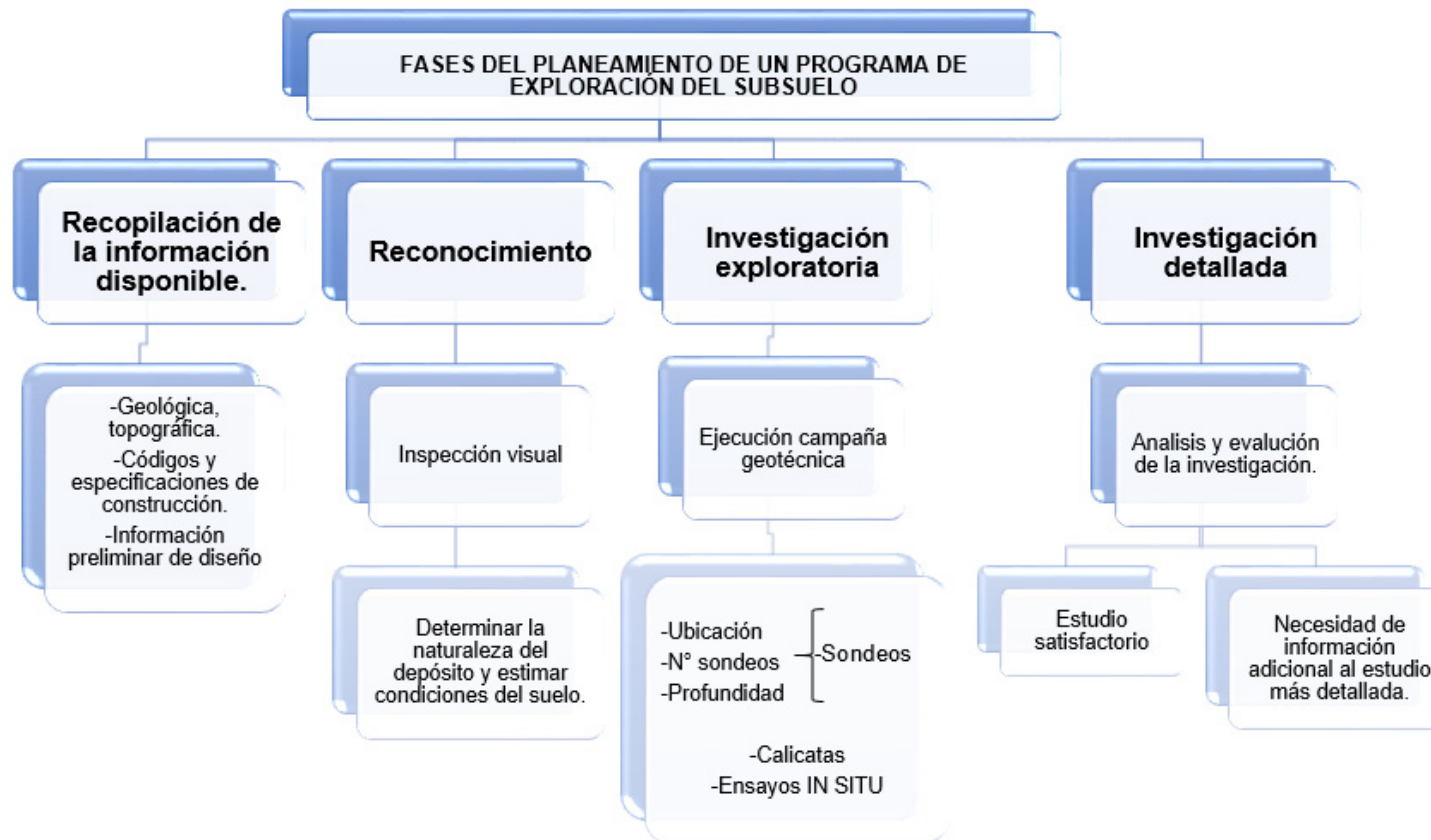 FASES DEL PLANEAMIENTO DE UN PROGRAMA DE
EXPLORACIÓN DEL SUBSUELO
Recopilación de
la información
disponible.
-Geológica,
topográfica.
-Códigos y
especificaciones de
construcción.
-Información
preliminar de diseño
Reconocimiento
Inspección visual
Determinar la
naturaleza del
depósito y estimar
condiciones del suelo.
Investigación
exploratoria
Ejecución campaña
geotécnica
-Ubicación
-N° sondeos
-Profundidad
-Sondeos
-Calicatas
-Ensayos IN SITU
Investigación
detallada
Analisis y evalución
de la investigación.
Estudio
satisfactorio
Necesidad de
información
adicional al estudio
más detallada.